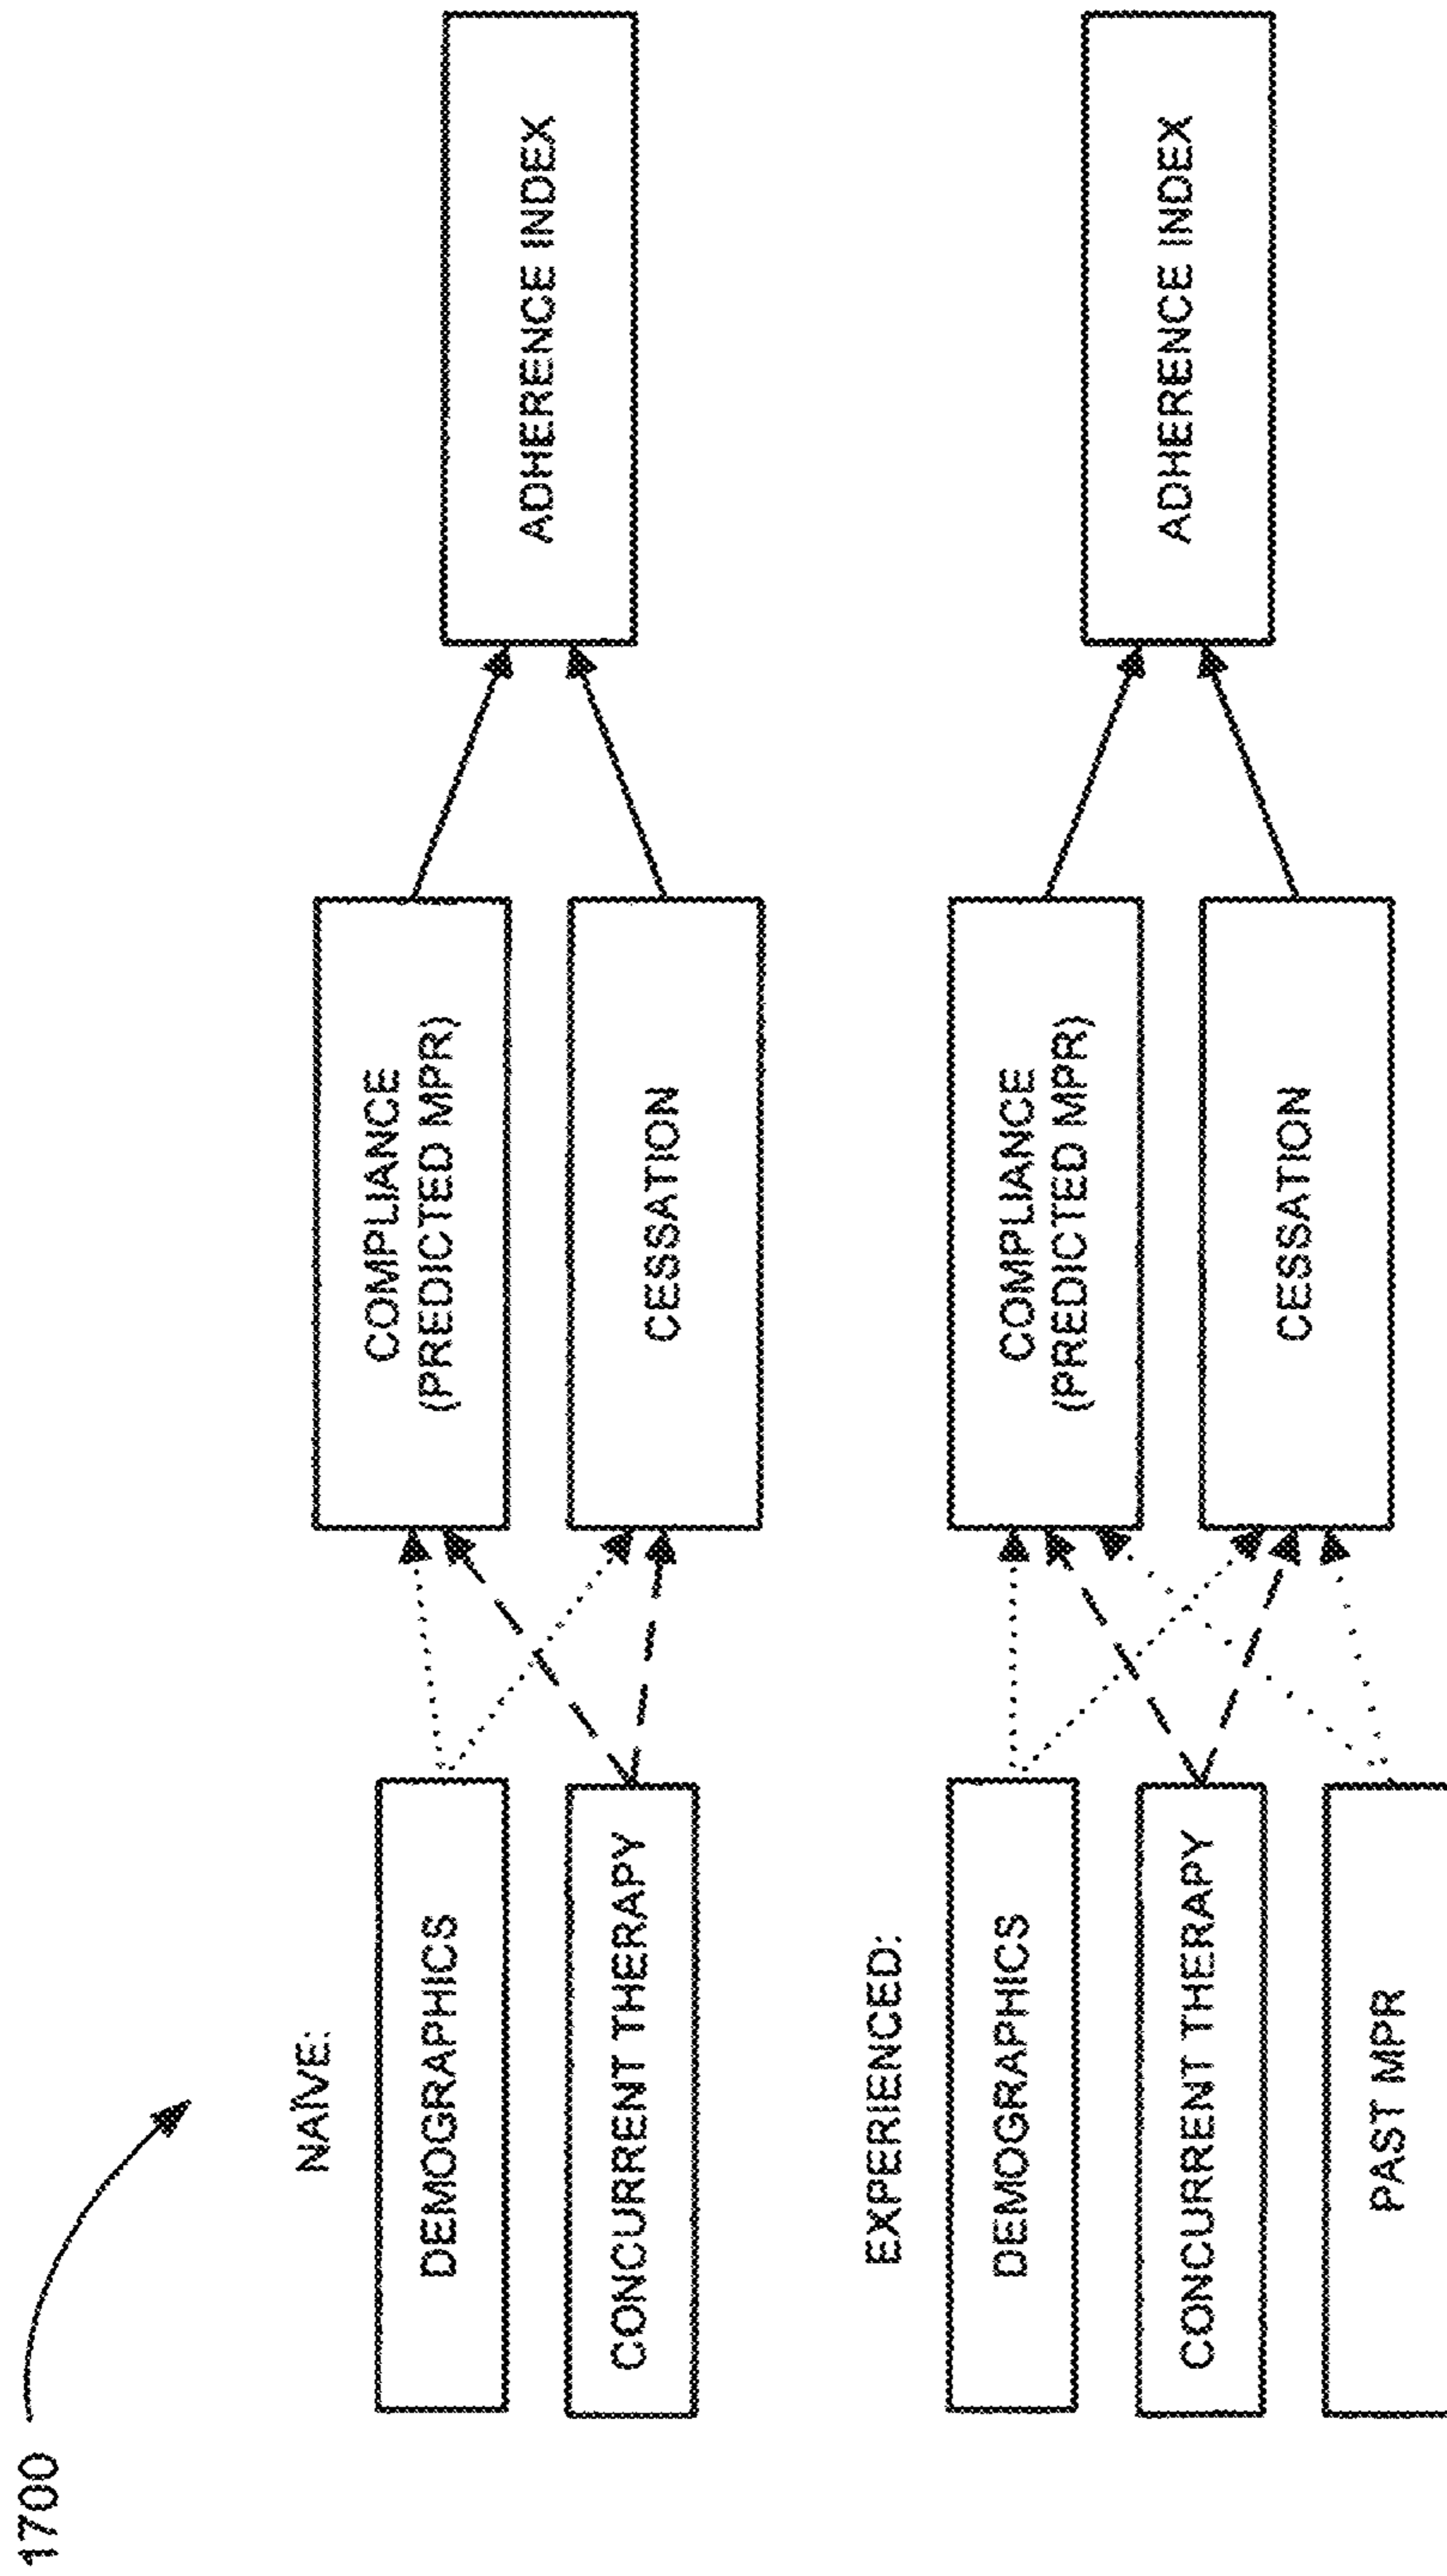 1700
NAÏVE:
DEMOGRAPHICS
CONCURRENT THERAPY
COMPLIANCE
(PREDICTED MPR)
CESSATION
ADHERENCE INDEX
EXPERIENCED:
DEMOGRAPHICS
CONCURRENT THERAPY
PAST MPR
COMPLIANCE
(PREDICTED MPR)
CESSATION
ADHERENCE INDEX